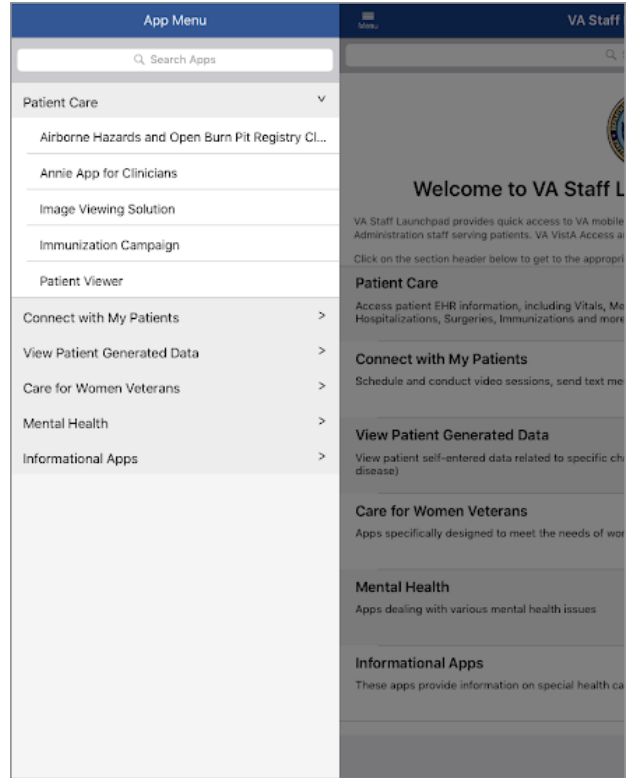 App Menu
Search Apps
Patient Care
Airborne Hazards and Open Burn Pit Registry Cl...
Annie App for Clinicians
Image Viewing Solution
Immunization Campaign
Patient Viewer
Connect with My Patients
View Patient Generated Data
Care for Women Veterans
Mental Health
Informational Apps
Menu
VA Staff
Welcome to VA Staff L
VA Staff Launchpad provides quick access to VA mobile
Administration staff serving patients. VA VistA Access a
Click on the section header below to get to the appropri
Patient Care
Access patient EHR information, including Vitals, Me
Hospitalizations, Surgeries, Immunizations and more
Connect with My Patients
Schedule and conduct video sessions, send text me
View Patient Generated Data
View patient self-entered data related to specific ch
disease)
Care for Women Veterans
Apps specifically designed to meet the needs of wor
Mental Health
Apps dealing with various mental health issues
Informational Apps
These apps provide information on special health ca